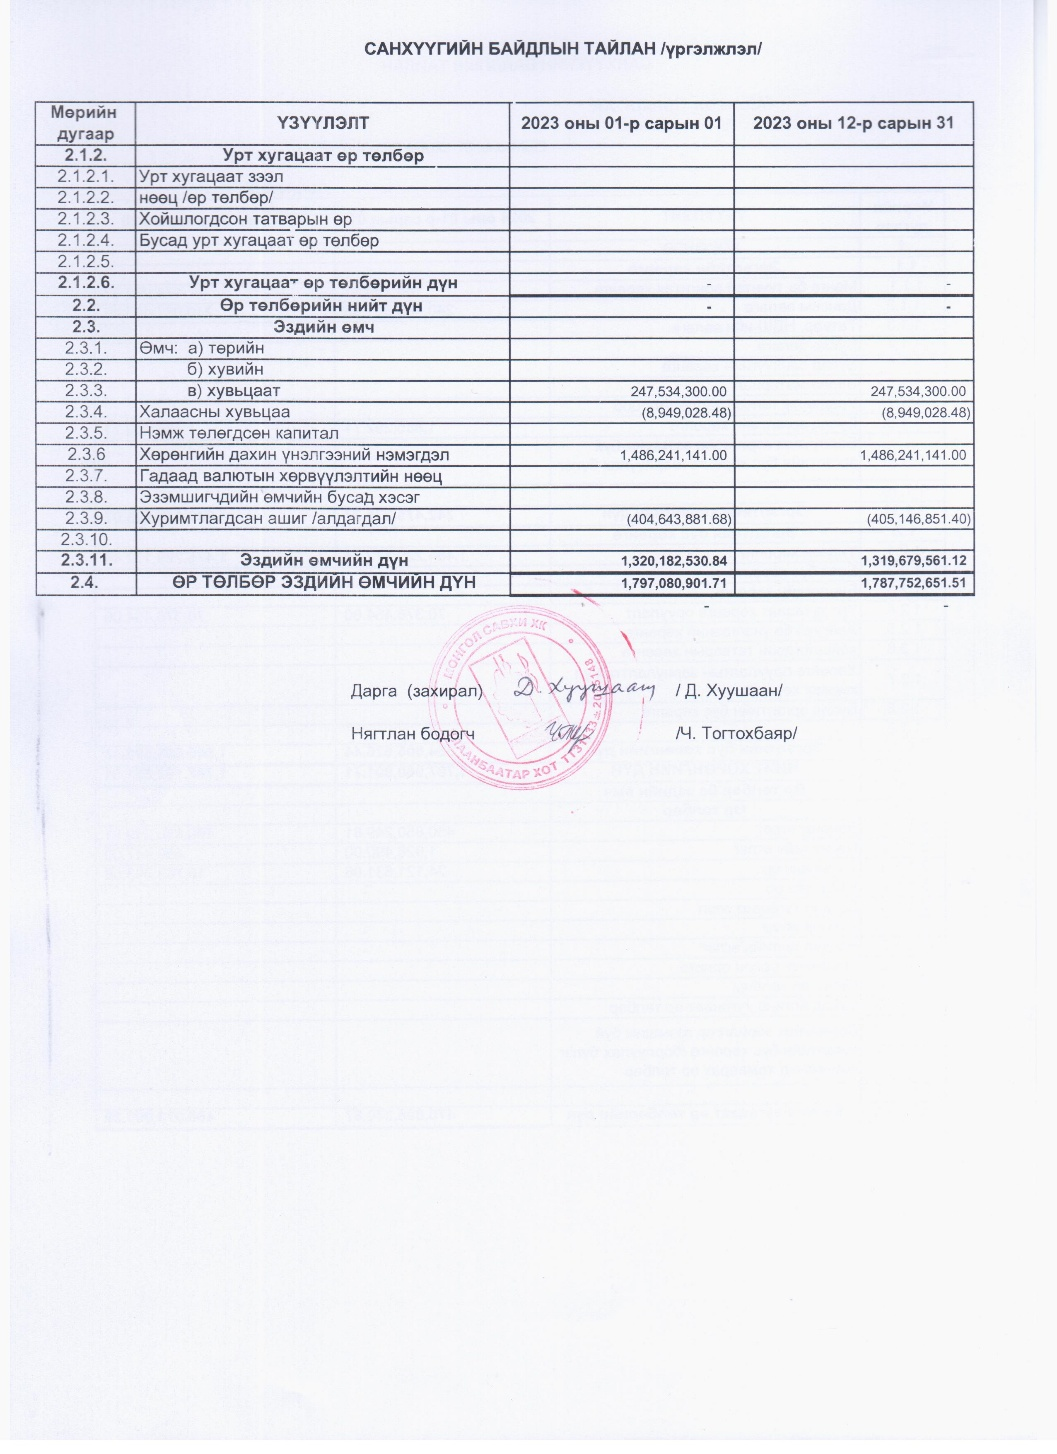 САНХҮҮГИЙН БАЙДЛЫН ТАЙЛАН /үргэлжлэл/
Мөрийн дугаар ҮЗҮҮЛЭЛТ 2023 оны 01-р сарын 01 2023 оны 12-р сарын 31
2.1.2. Урт хугацаат өр төлбөр
2.1.2.1. Урт хугацаат зээл
2.1.2.2. нөөц /өр төлбөр/
2.1.2.3. Хойшлогдсон татварын өр
2.1.2.4. Бусад урт хугацаат өр төлбөр
2.1.2.5.
2.1.2.6. Урт хугацаат өр төлбөрийн дүн - -
2.2. Өр төлбөрийн нийт дүн - -
2.3. Эздийн өмч
2.3.1. Өмч: а) төрийн
2.3.2. б) хувийн
2.3.3. в) хувьцаат 247,534,300.00 247,534,300.00
2.3.4. Халаасны хувьцаа (8,949,028.48) (8,949,028.48)
2.3.5. Нэмж төлөгдсөн капитал
2.3.6 Хөрөнгийн дахин үнэлгээний нэмэгдэл 1,486,241,141.00 1,486,241,141.00
2.3.7. Гадаад валютын хөрвүүлэлтийн нөөц
2.3.8. Эзэмшигчдийн өмчийн бусад хэсэг
2.3.9. Хуримтлагдсан ашиг /алдагдал/ (404,643,881.68) (405,146,851.40)
2.3.10.
2.3.11. Эздийн өмчийн дүн 1,320,182,530.84 1,319,679,561.12
2.4. ӨР ТӨЛБӨР ЭЗДИЙН ӨМЧИЙН ДҮН 1,797,080,901.71 1,787,752,651.51
- -
МОНГОЛ САВХИ ХК
Дарга (захирал) Д. Хуушаан / Д. Хуушаан/
Нягтлан бодогч /Ч. Тогтохбаяр/
УЛААНБААТАР ХОТ